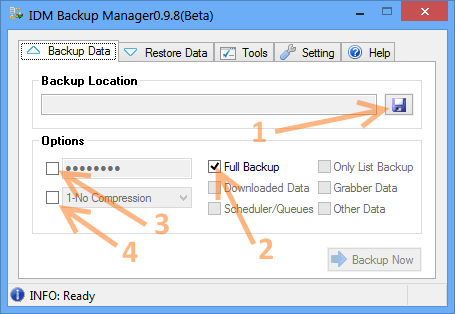 IDM Backup Manager0.9.8(Beta)
Backup Data Restore Data Tools Setting Help
Backup Location
1
Options
•••••••• Full Backup Only List Backup
1-No Compression Downloaded Data Grabber Data
Scheduler/Queues Other Data
3 2
4
Backup Now
INFO: Ready